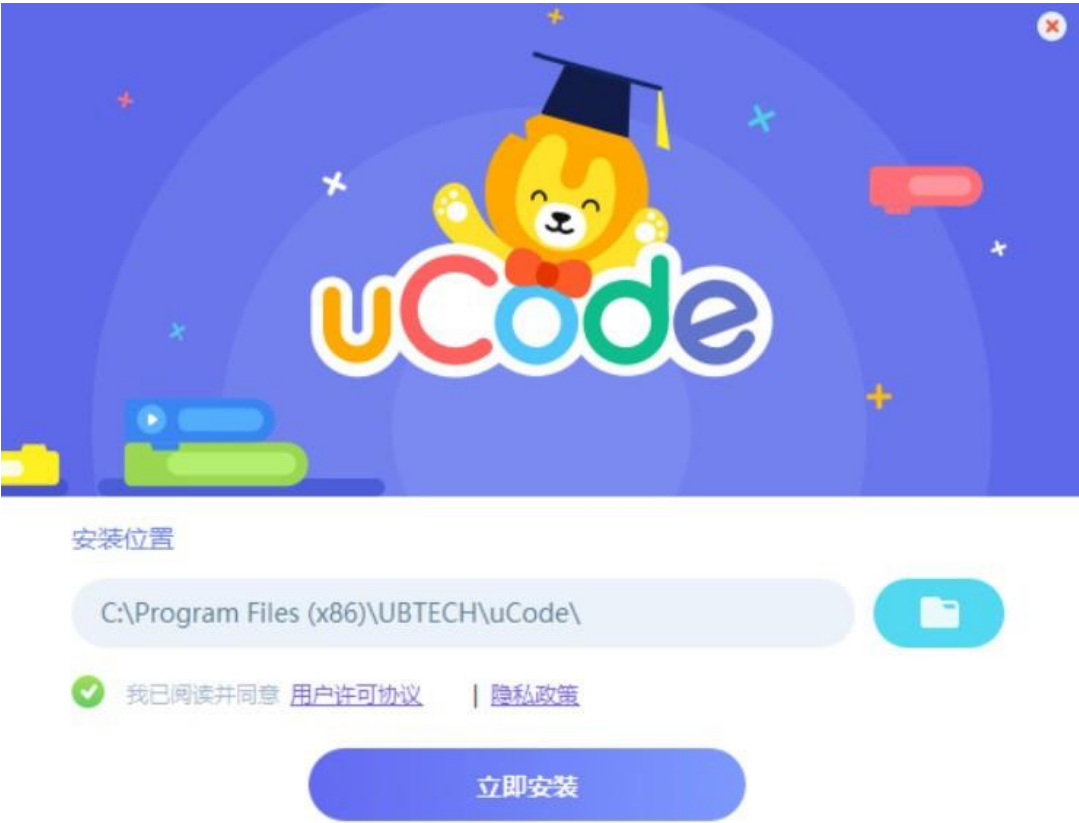 uCode
安装位置
C:\Program Files (x86)\UBTECH\uCode\
我已阅读并同意 用户许可协议 | 隐私政策
立即安装